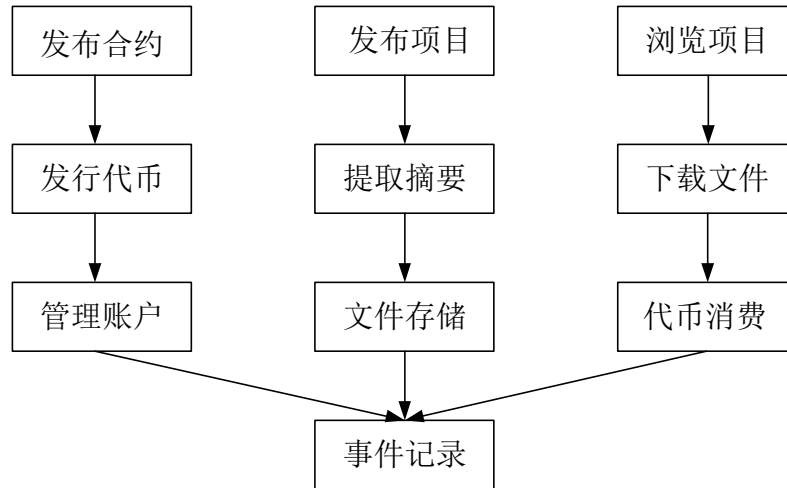 发布合约
发布项目
浏览项目
发行代币
提取摘要
下载文件
管理账户
文件存储
代币消费
事件记录